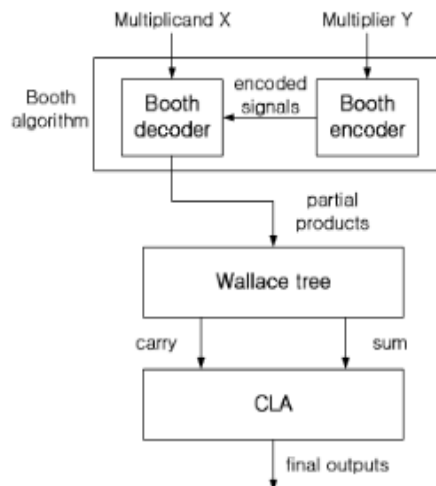 Multiplicand X
Multiplier Y
Booth
algorithm
Booth
decoder
encoded
signals
Booth
encoder
partial
products
Wallace tree
carry
sum
CLA
final outputs